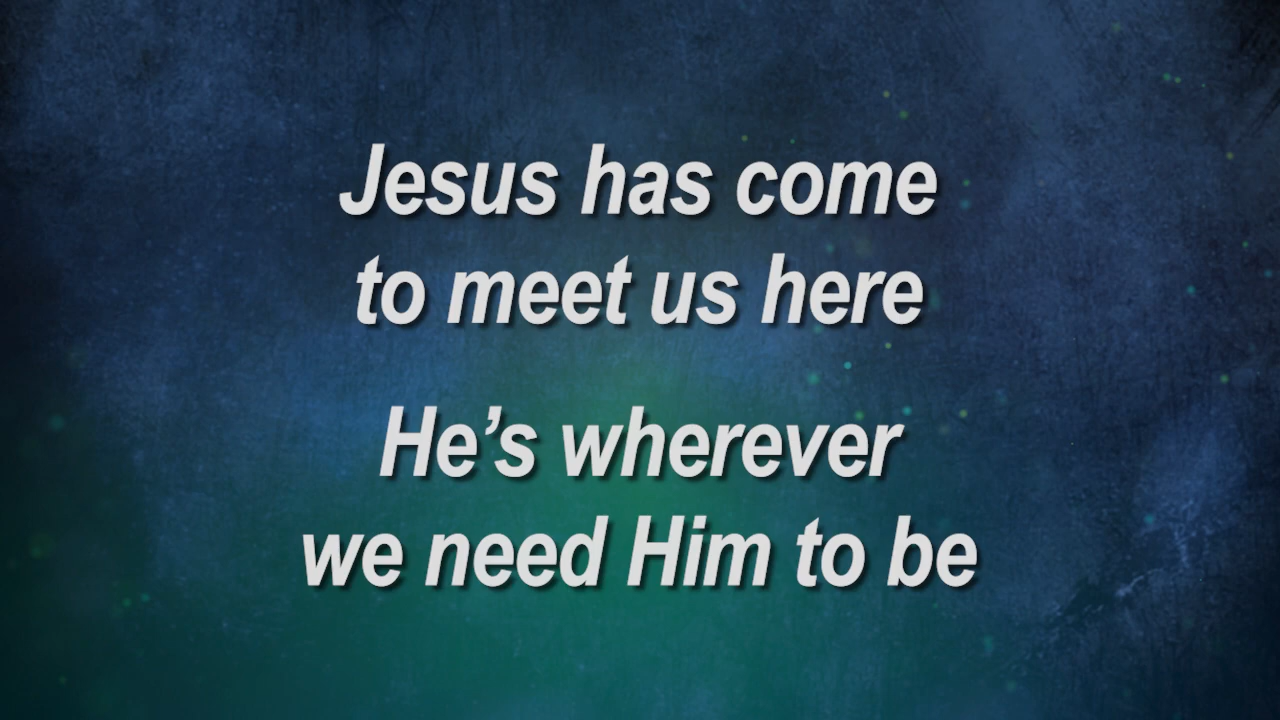 Jesus has come
to meet us here
He’s wherever
we need Him to be